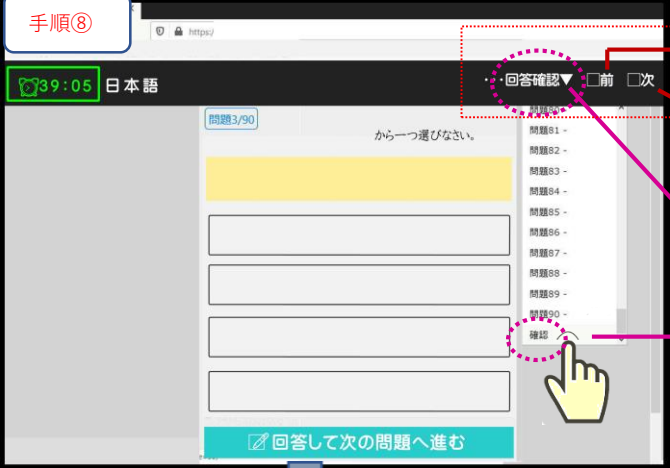 手順⑧
https:/
39:05 日本語
･･･回答確認▼ □前 □次
問題3/90
から一つ選びなさい。
問題80
問題81 -
問題82 -
問題83 -
問題84 -
問題85 -
問題86 -
問題87 -
問題88 -
問題89 -
問題90 -
確認
回答して次の問題へ進む